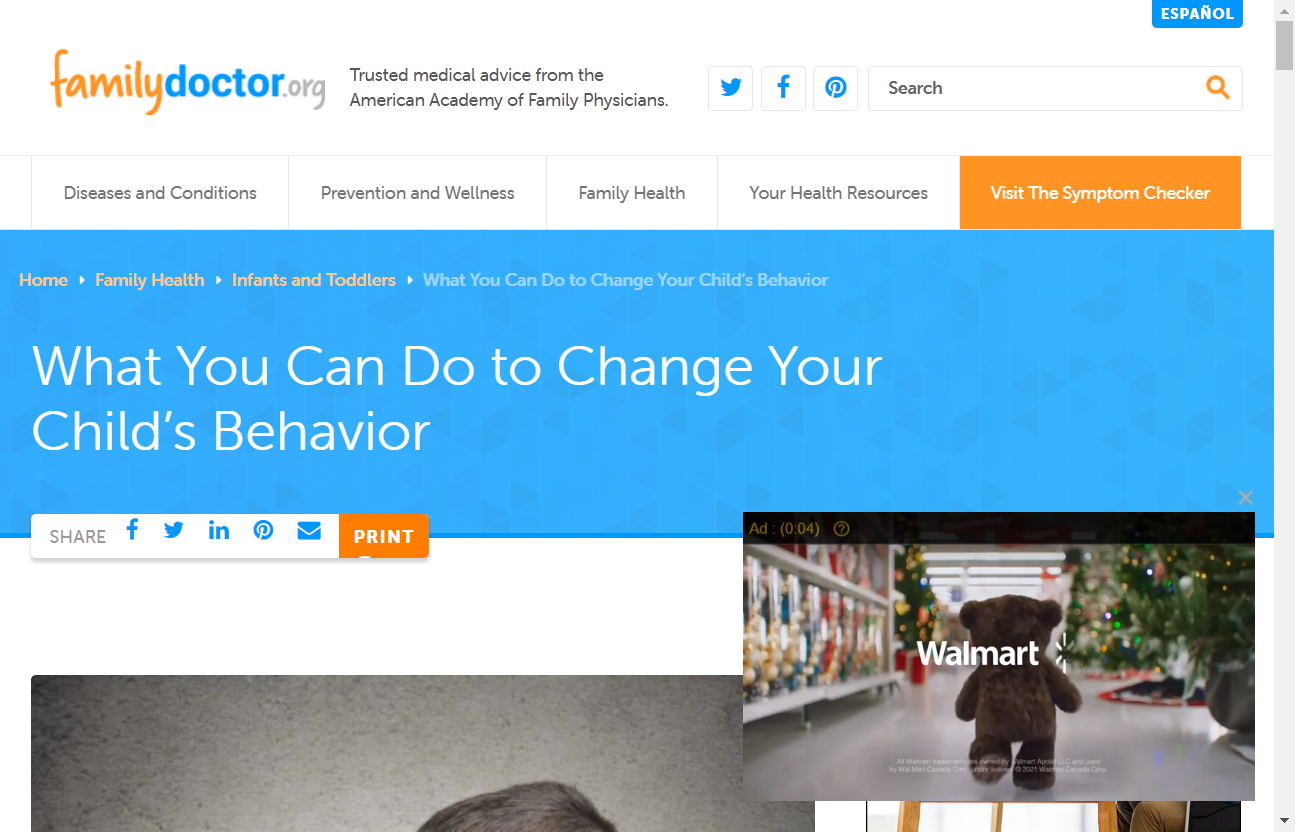 ESPAÑOL
familydoctor.org
Trusted medical advice from the
American Academy of Family Physicians.
Search
Diseases and Conditions
Prevention and Wellness
Family Health
Your Health Resources
Visit The Symptom Checker
Home
Family Health
Infants and Toddlers
What You Can Do to Change Your Child's Behavior
What You Can Do to Change Your
Child's Behavior
SHARE
PRINT
Ad : (0:04)
Walmart
All Walmart trademarks are owned by Walmart Apollo LLC and used
by Wal-Mart Canada Corp. under license. © 2021 Walmart Canada Corp.